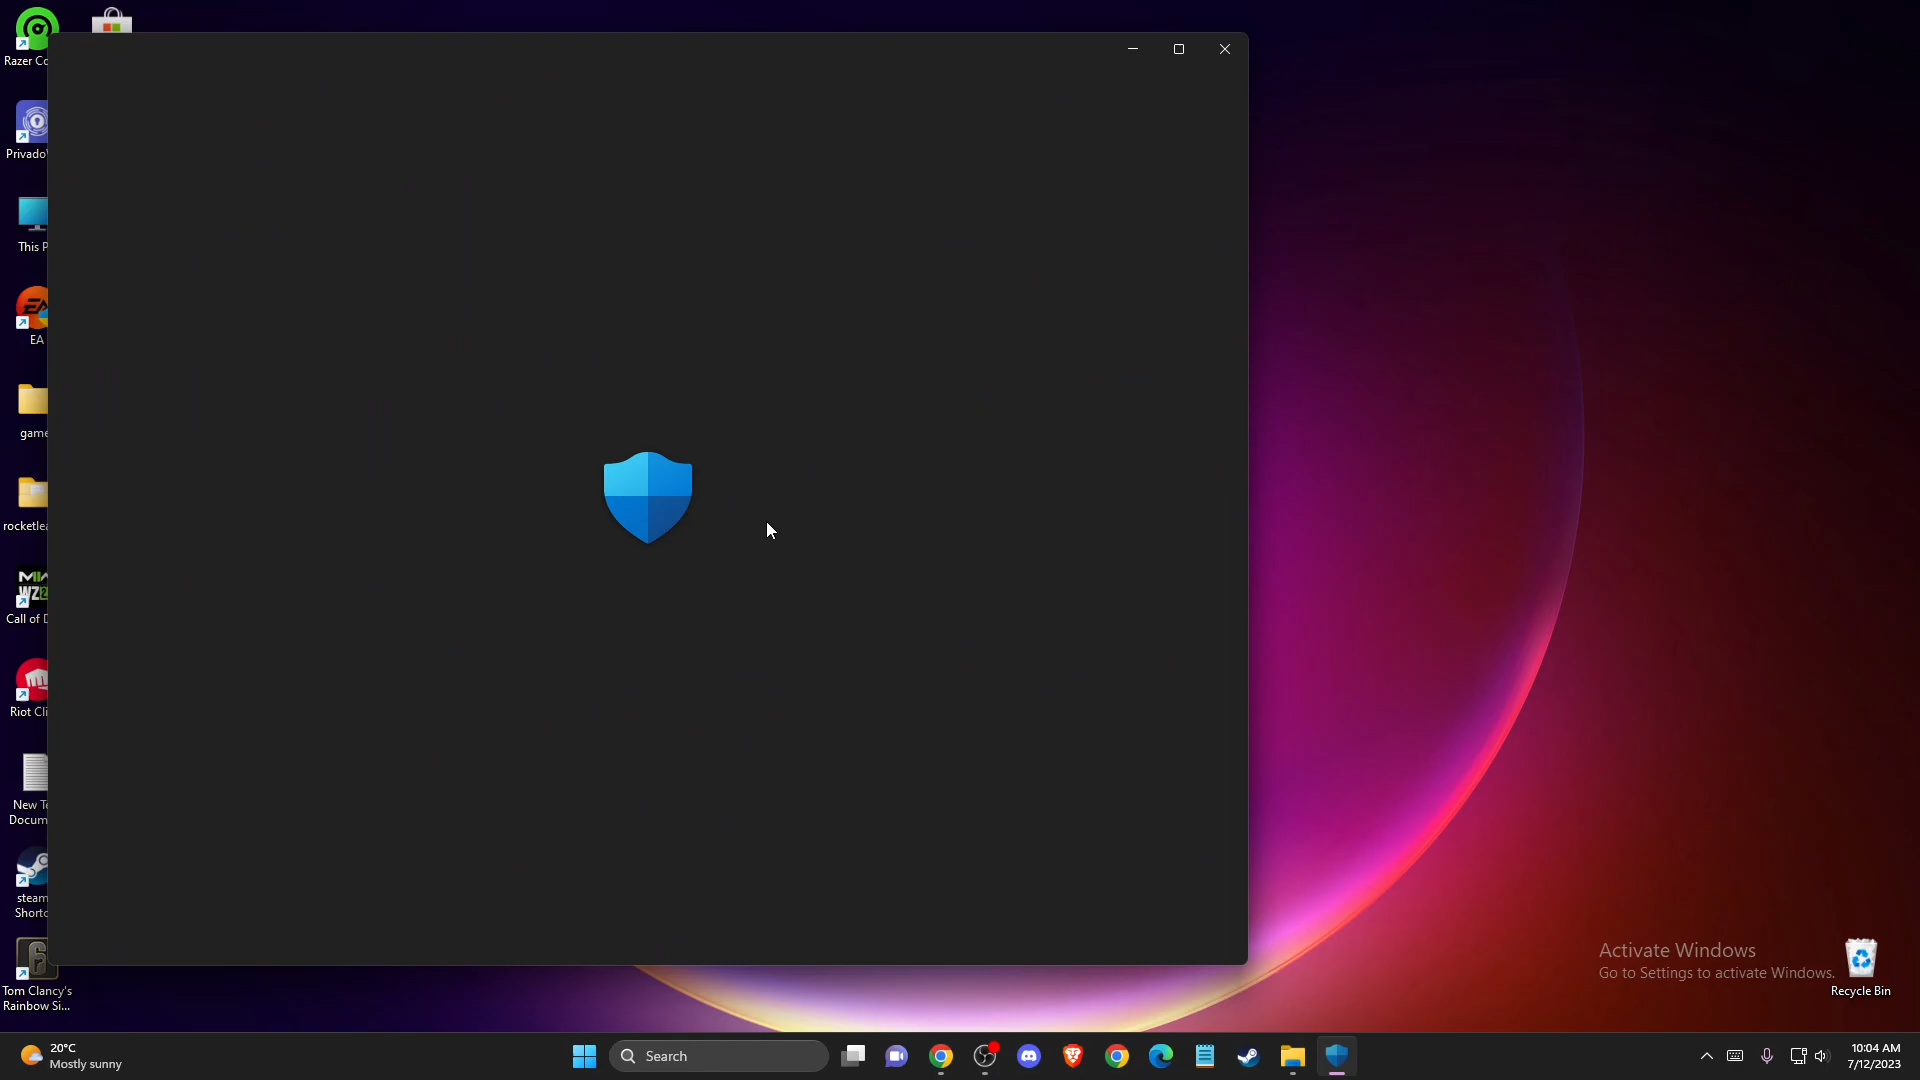 Razer Co
Privado
This P
EA
game
rocketlea
Call of D
Riot Cli
New Te
Docum
steam
Shortc
Tom Clancy's
Rainbow Si...
Activate Windows
Go to Settings to activate Windows.
Recycle Bin
20°C
Mostly sunny
Search
10:04 AM
7/12/2023